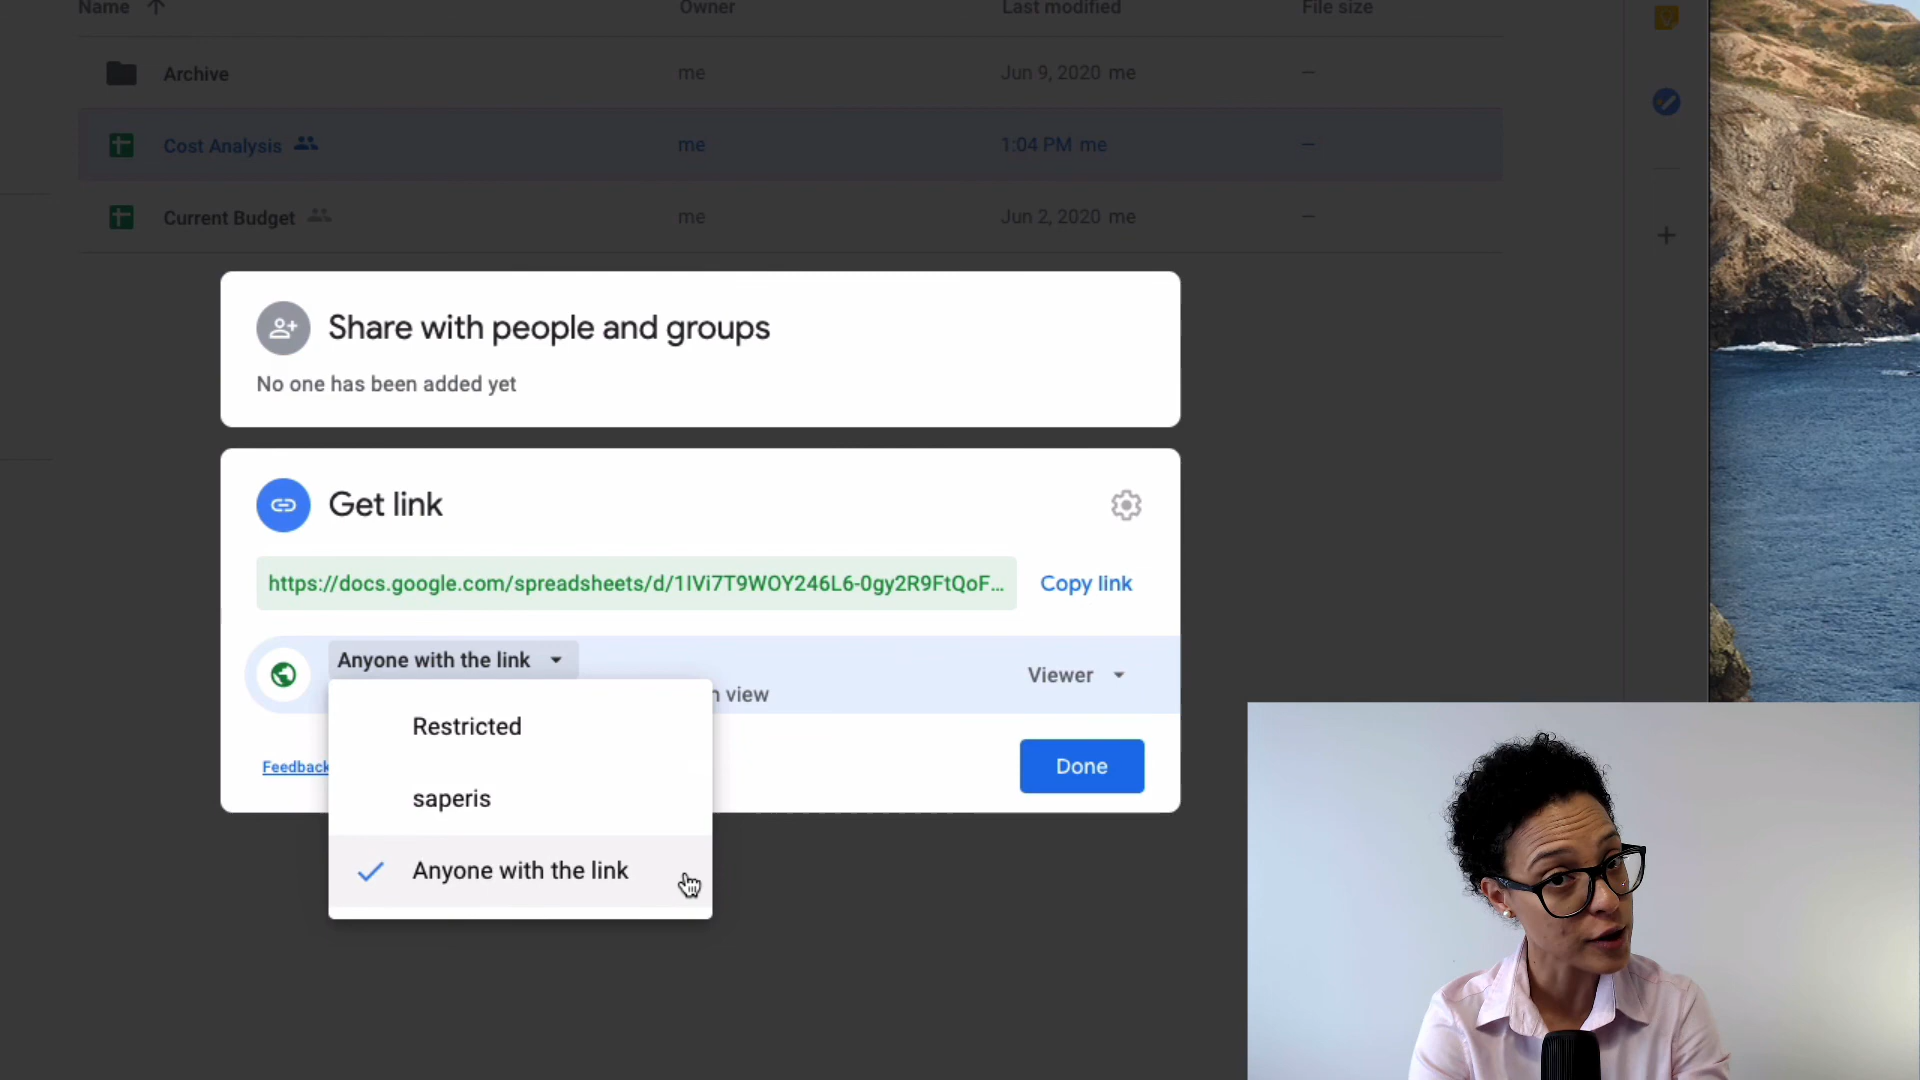 Name Owner Last modified File size
Archive me Jun 9, 2020 me —
Cost Analysis me 1:04 PM me —
Current Budget me Jun 2, 2020 me —
Share with people and groups
No one has been added yet
Get link
https://docs.google.com/spreadsheets/d/1IVi7T9WOY246L6-0gy2R9FtQoF... Copy link
Anyone with the link
view
Viewer
Restricted
Feedback
Done
saperis
Anyone with the link